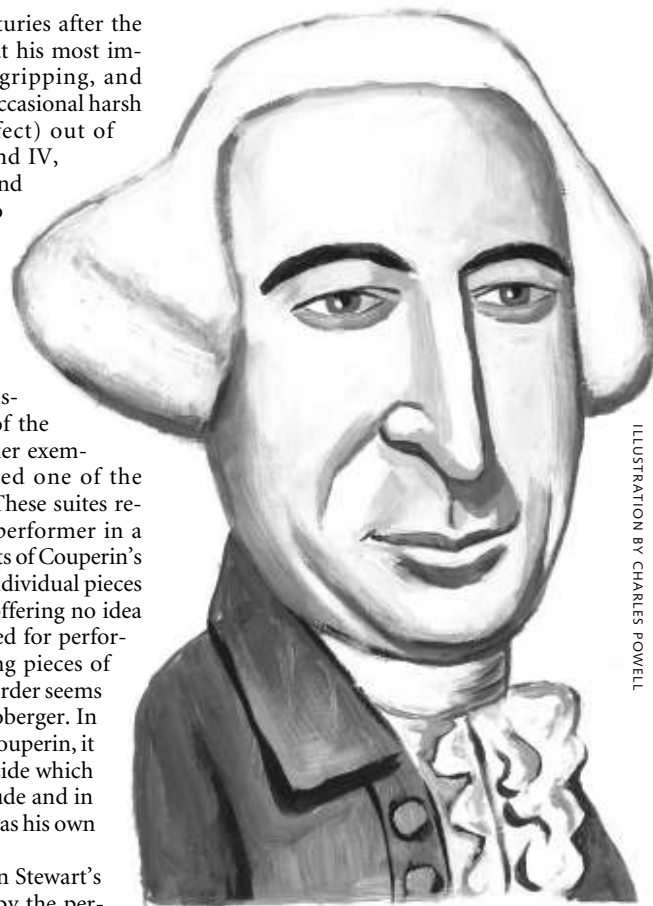 turies after the
t his most im-
gripping, and
ccasional harsh
fect) out of
nd IV,
nd
o
s-
of the
er exem-
ed one of the
These suites re-
performer in a
ts of Couperin's
dividual pieces
offering no idea
ed for perfor-
ng pieces of
rder seems
oberger. In
ouperin, it
ide which
ude and in
as his own
n Stewart's
by the per-
ILLUSTRATION BY CHARLES POWELL